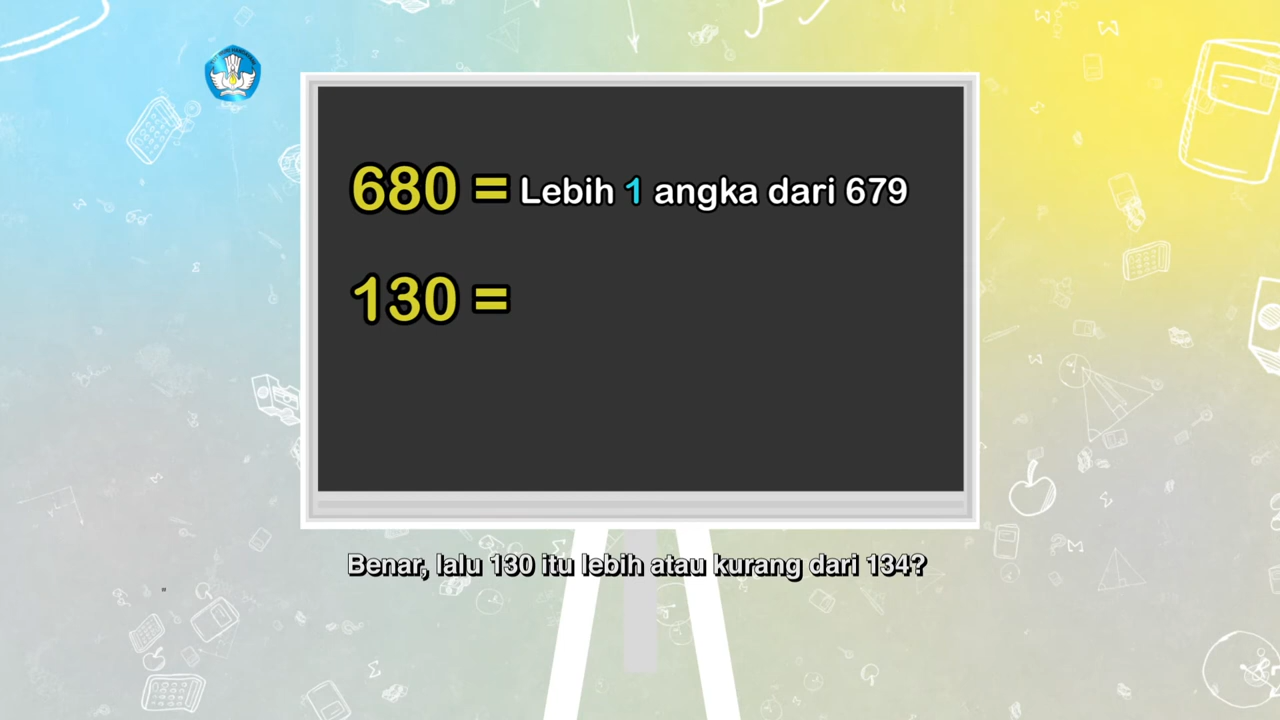 680 = Lebih 1 angka dari 679
130 =
Benar, lalu 130 itu lebih atau kurang dari 134?